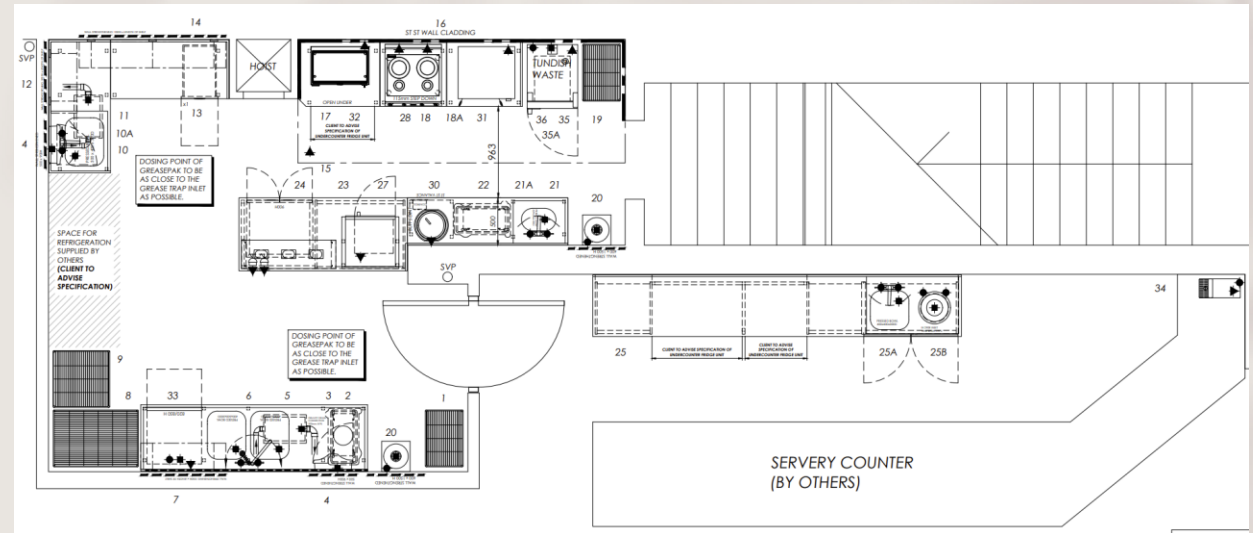 14
16
ST ST WALL CLADDING
SVP
HOIST
TUNDISH
WASTE
12
OPEN UNDER
13
17 32 28 18 18A 31 36 35 19
CLIENT TO ADVISE
SPECIFICATION OF
UNDERCOUNTER FRIDGE UNIT
35A
11
10A
10
4
963
DOSING POINT OF
GREASEPAK TO BE
AS CLOSE TO THE
GREASE TRAP INLET
AS POSSIBLE.
15
24 23 27 30 22 21A 21 20
500
SPACE FOR
REFRIGERATION
SUPPLIED BY
OTHERS
(CLIENT TO
ADVISE
SPECIFICATION)
SVP
34
DOSING POINT OF
GREASEPAK TO BE
AS CLOSE TO THE
GREASE TRAP INLET
AS POSSIBLE.
25
CLIENT TO ADVISE SPECIFICATION OF
UNDERCOUNTER FRIDGE UNIT
CLIENT TO ADVISE
SPECIFICATION OF
UNDERCOUNTER FRIDGE UNIT
25A 25B
9
8 33 6 5 3 2 1
20
SERVERY COUNTER
(BY OTHERS)
7 4